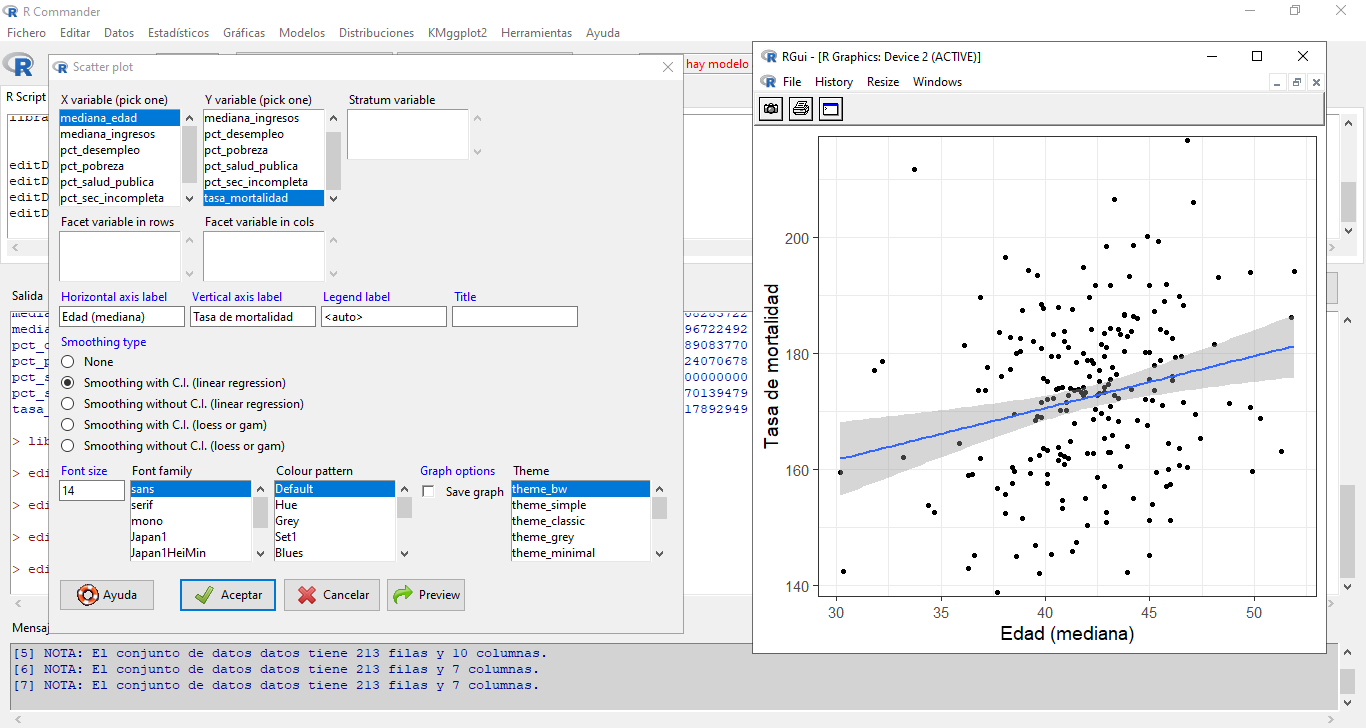 R Commander
Fichero Editar Datos Estadísticos Gráficas Modelos Distribuciones KMggplot2 Herramientas Ayuda
hay modelo
R Script
editD
editD
editD
editD
Salida
96722492
89083770
24070678
00000000
70139479
17892949
media
pct_
pct_p
pct_s
pct_s
tasa_
> lib
> edi
> edi
> edi
> edi
Mensaj
[5] NOTA: El conjunto de datos datos tiene 213 filas y 10 columnas.
[6] NOTA: El conjunto de datos datos tiene 213 filas y 7 columnas.
[7] NOTA: El conjunto de datos datos tiene 213 filas y 7 columnas.
Scatter plot
X variable (pick one)
mediana_edad
mediana_ingresos
pct_desempleo
pct_pobreza
pct_salud_publica
pct_sec_incompleta
Y variable (pick one)
mediana_ingresos
pct_desempleo
pct_pobreza
pct_salud_publica
pct_sec_incompleta
tasa_mortalidad
Stratum variable
Facet variable in rows
Facet variable in cols
Horizontal axis label
Edad (mediana)
Vertical axis label
Tasa de mortalidad
Legend label
<auto>
Title
Smoothing type
None
Smoothing with C.I. (linear regression)
Smoothing without C.I. (linear regression)
Smoothing with C.I. (loess or gam)
Smoothing without C.I. (loess or gam)
Font size
14
Font family
sans
serif
mono
Japan1
Japan1HeiMin
Colour pattern
Default
Hue
Grey
Set1
Blues
Graph options
Save graph
Theme
theme_bw
theme_simple
theme_classic
theme_grey
theme_minimal
Ayuda
Aceptar
Cancelar
Preview
RGui - [R Graphics: Device 2 (ACTIVE)]
File History Resize Windows
Tasa de mortalidad
200
180
160
140
30 35 40 45 50
Edad (mediana)